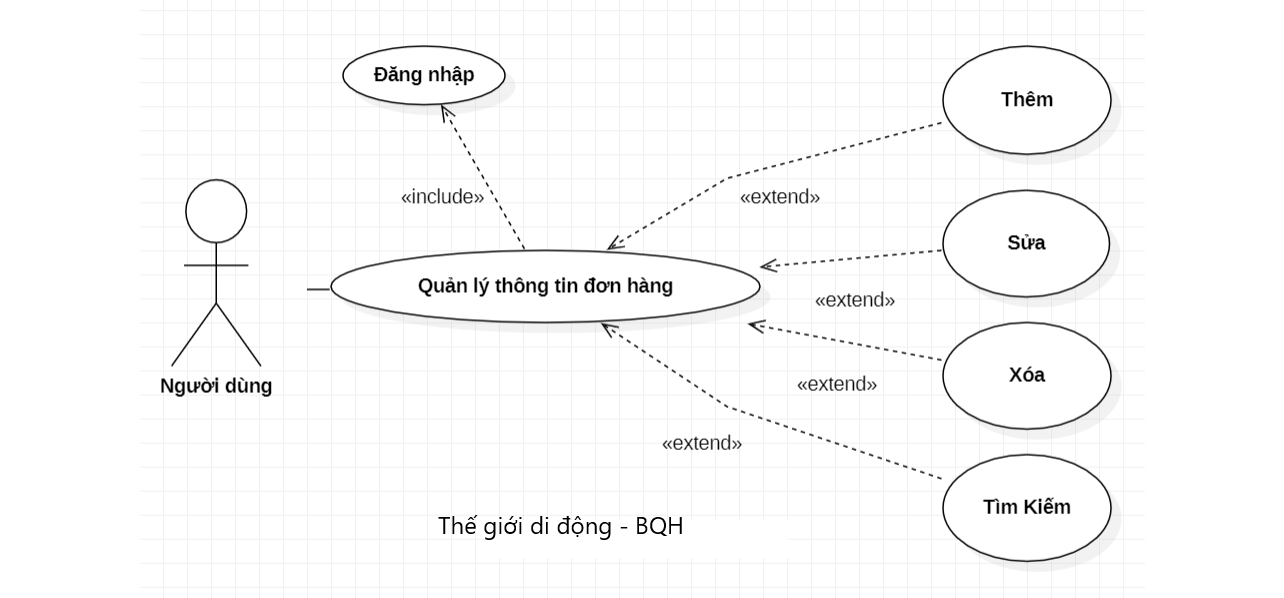 Đăng nhập
Thêm
«include»
«extend»
Sửa
Quản lý thông tin đơn hàng
«extend»
Người dùng
Xóa
«extend»
«extend»
Tìm Kiếm
Thế giới di động - BQH